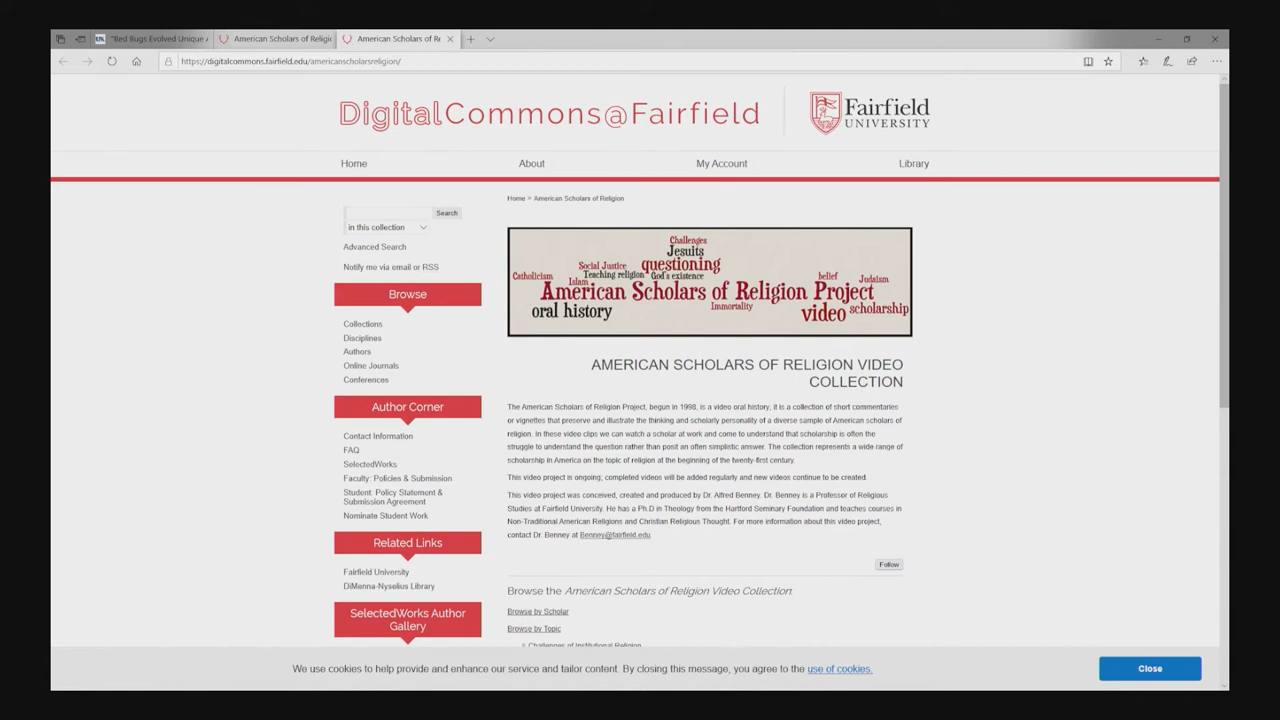 "Bed Bugs Evolved Unique A
American Scholars of Religio
American Scholars of Re
https://digitalcommons.fairfield.edu/americanscholarsreligion/
DigitalCommons@Fairfield
Fairfield
UNIVERSITY
Home
About
My Account
Library
Search
in this collection
Advanced Search
Notify me via email or RSS
Browse
Collections
Disciplines
Authors
Online Journals
Conferences
Author Corner
Contact Information
FAQ
SelectedWorks
Faculty: Policies & Submission
Student: Policy Statement &
Submission Agreement
Nominate Student Work
Related Links
Fairfield University
DiMenna-Nyselius Library
SelectedWorks Author
Gallery
Home > American Scholars of Religion
Challenges
Jesuits
Social Justice questioning
Catholicism Teaching religion God's existence belief Judaism
Islam
American Scholars of Religion Project
oral history Immortality video scholarship
AMERICAN SCHOLARS OF RELIGION VIDEO
COLLECTION
The American Scholars of Religion Project, begun in 1998, is a video oral history; it is a collection of short commentaries
or vignettes that preserve and illustrate the thinking and scholarly personality of a diverse sample of American scholars of
religion. In these video clips we can watch a scholar at work and come to understand that scholarship is often the
struggle to understand the question rather than posit an often simplistic answer. The collection represents a wide range of
scholarship in America on the topic of religion at the beginning of the twenty-first century.
This video project is ongoing; completed videos will be added regularly and new videos continue to be created.
This video project was conceived, created and produced by Dr. Alfred Benney. Dr. Benney is a Professor of Religious
Studies at Fairfield University. He has a Ph.D in Theology from the Hartford Seminary Foundation and teaches courses in
Non-Traditional American Religions and Christian Religious Thought. For more information about this video project,
contact Dr. Benney at Benney@fairfield.edu.
Follow
Browse the American Scholars of Religion Video Collection:
Browse by Scholar
Browse by Topic
Challenges of Institutional Religion
We use cookies to help provide and enhance our service and tailor content. By closing this message, you agree to the use of cookies.
Close